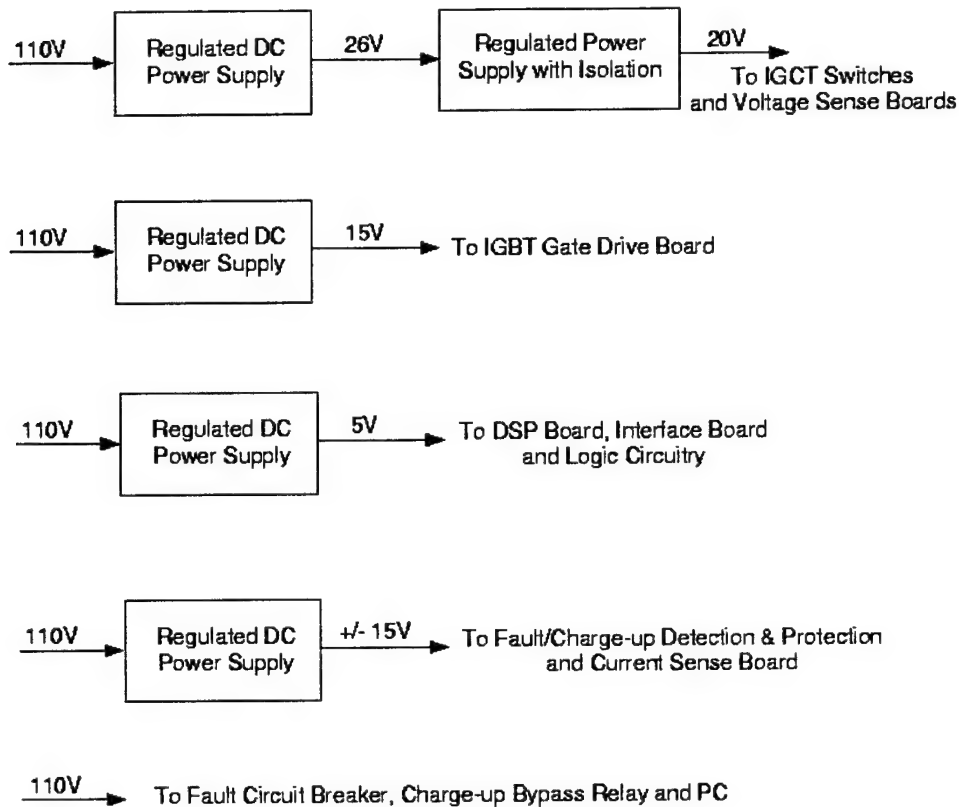 110V
Regulated DC
Power Supply
26V
Regulated Power
Supply with Isolation
20V
To IGCT Switches
and Voltage Sense Boards
110V
Regulated DC
Power Supply
15V
To IGBT Gate Drive Board
110V
Regulated DC
Power Supply
5V
To DSP Board, Interface Board
and Logic Circuitry
110V
Regulated DC
Power Supply
+/- 15V
To Fault/Charge-up Detection & Protection
and Current Sense Board
110V
To Fault Circuit Breaker, Charge-up Bypass Relay and PC